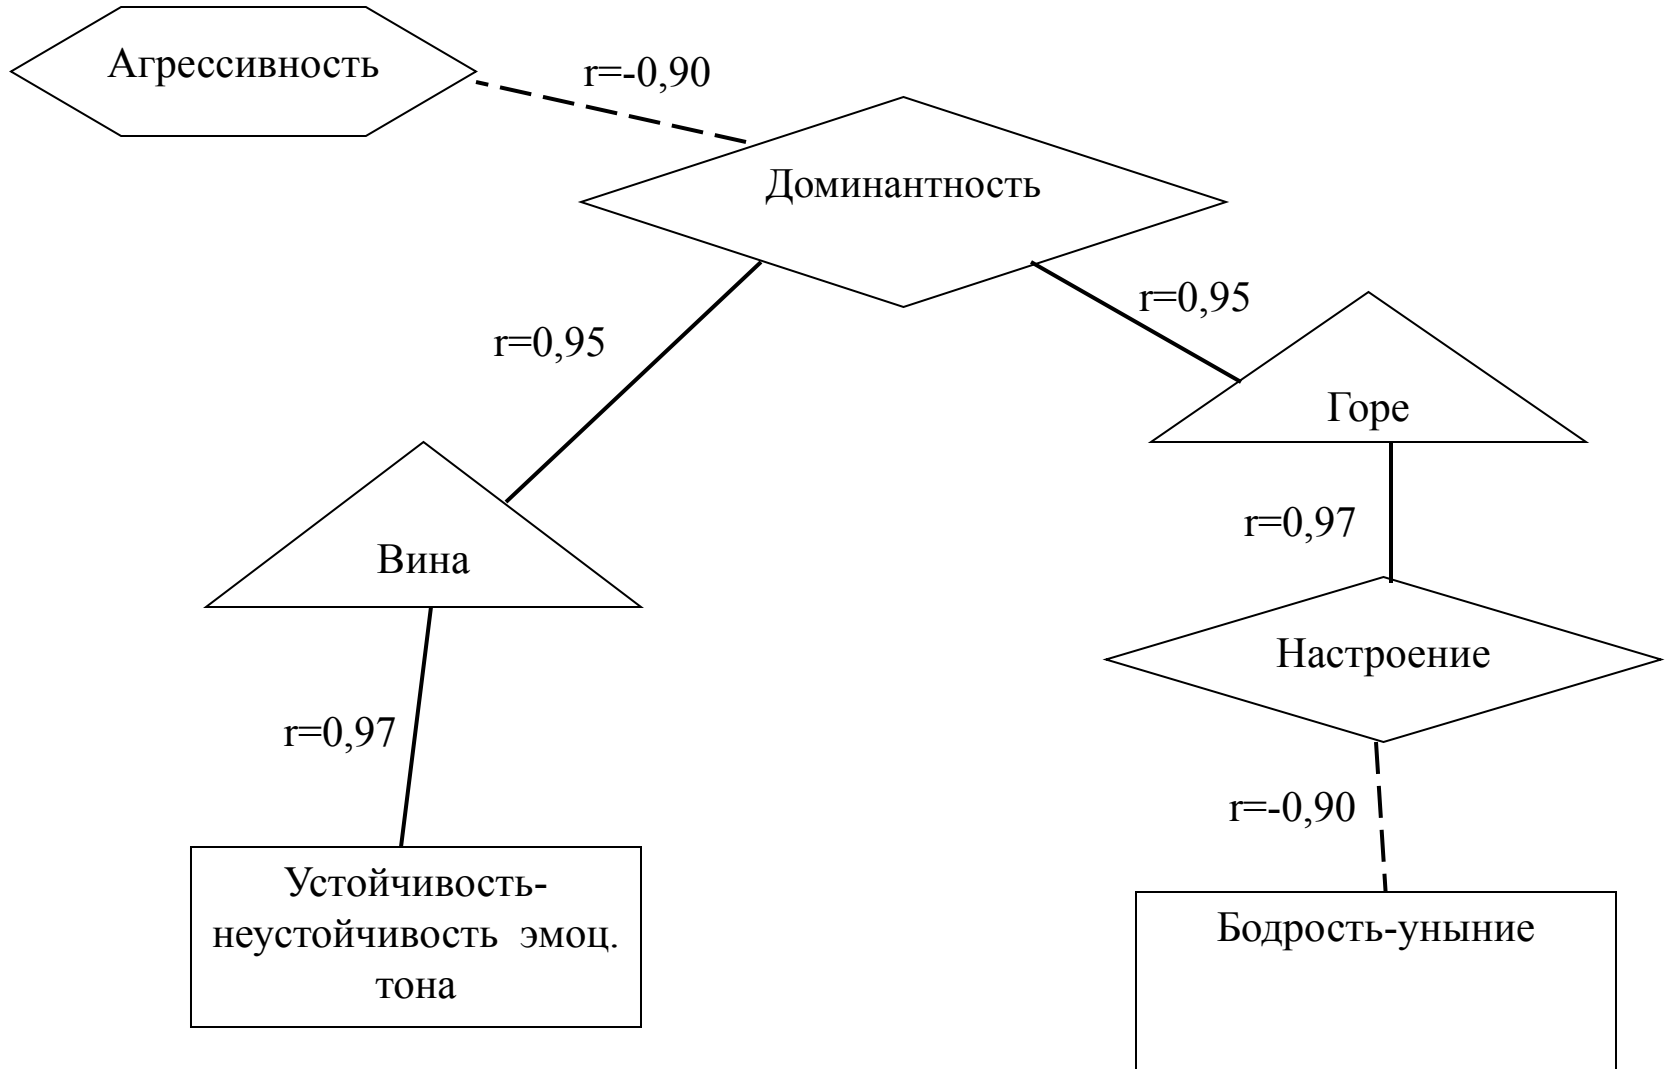 Агрессивность
r=-0,90
Доминантность
r=0,95
r=0,95
Горе
Вина
r=0,97
Настроение
r=0,97
r=-0,90
Устойчивость-
неустойчивость эмоц.
тона
Бодрость-уныние